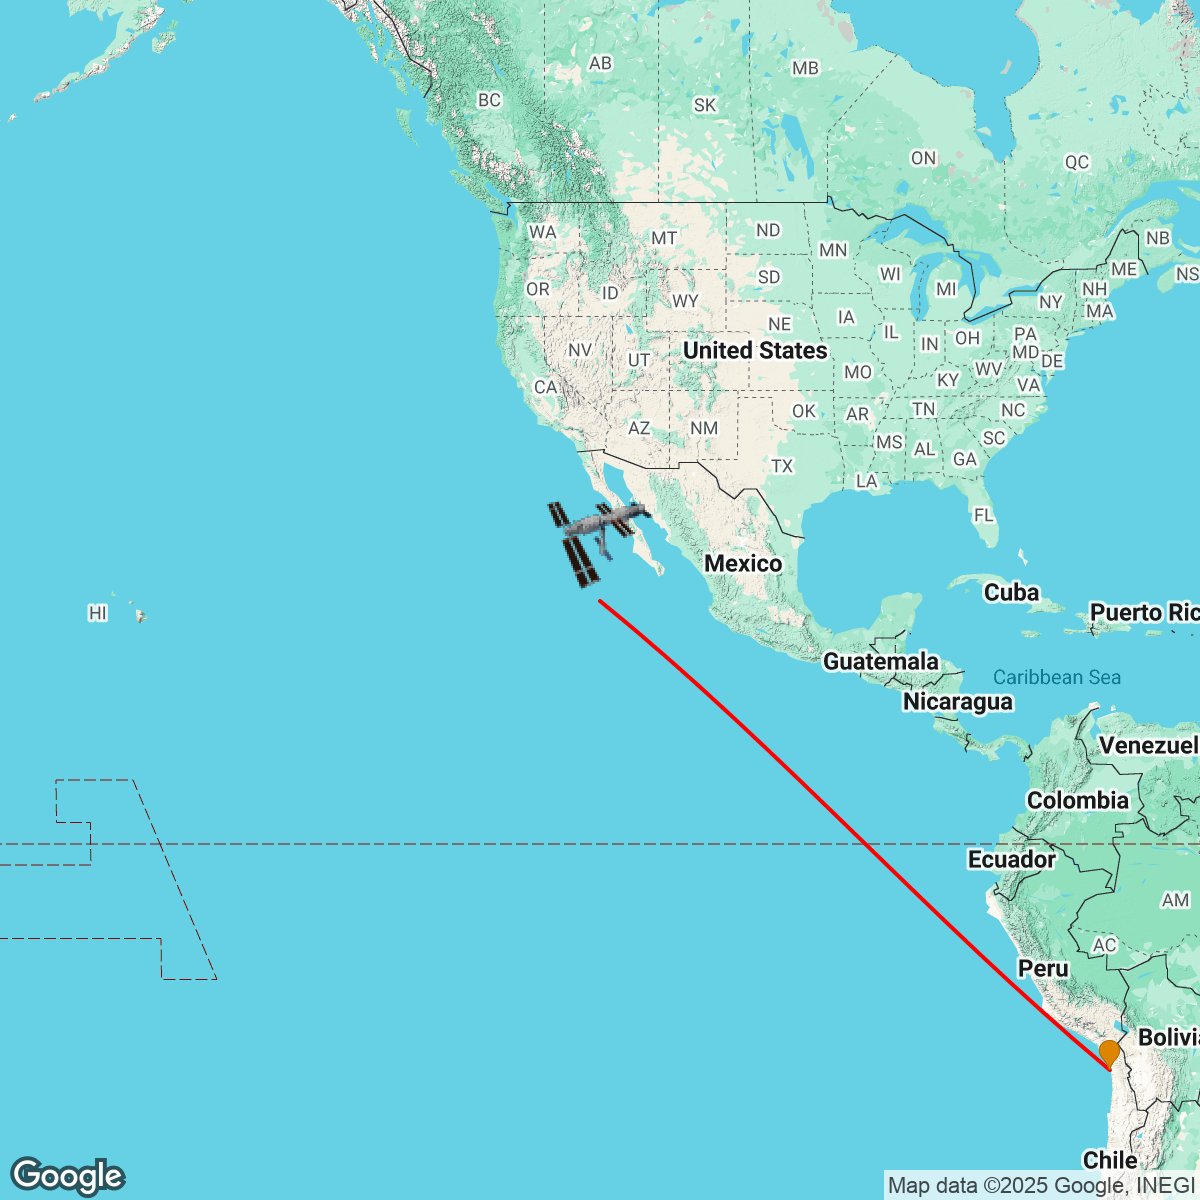 AB
MB
BC
SK
ON
QC
WA
MT
ND
MN
NB
ME
NS
OR
ID
WY
SD
WI
MI
NY
NH
MA
NV
UT
NE
IA
IL
IN
OH
PA
MD
DE
United States
CA
MO
KY
WV
VA
AZ
NM
OK
AR
TN
NC
MS
AL
SC
GA
TX
LA
FL
Mexico
Cuba
HI
Puerto Ric
Guatemala
Caribbean Sea
Nicaragua
Venezuel
Colombia
Ecuador
AM
AC
Peru
Bolivia
Chile
Google
Map data ©2025 Google, INEGI